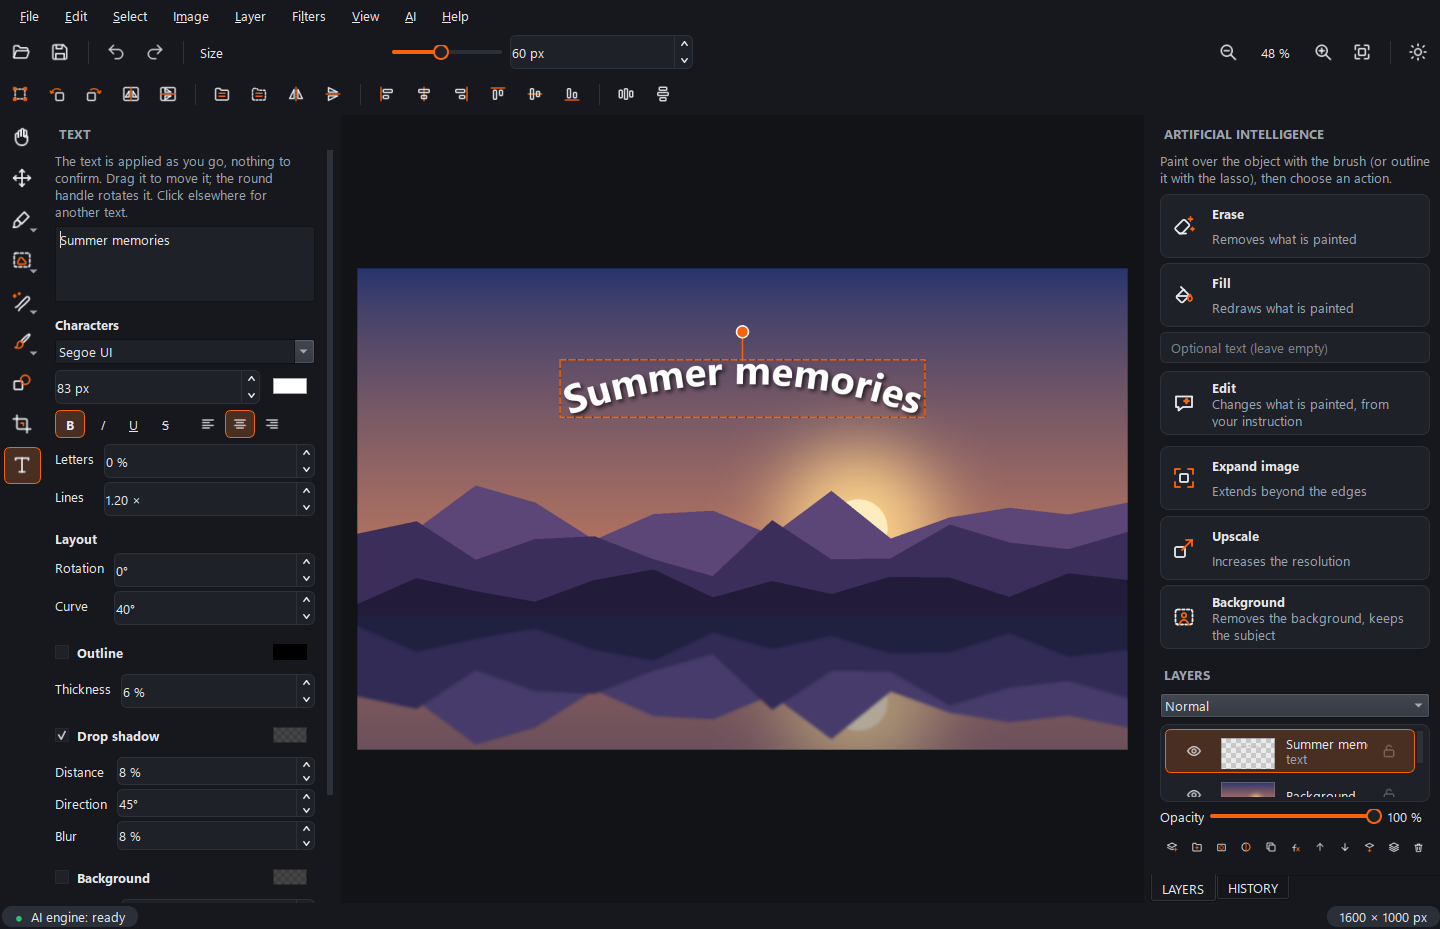 File Edit Select Image Layer Filters View AI Help
Size 60 px 48 %
TEXT
The text is applied as you go, nothing to
confirm. Drag it to move it; the round
handle rotates it. Click elsewhere for
another text.
Summer memories
Characters
Segoe UI
83 px
B I U S
Letters 0 %
Lines 1.20 ×
Layout
Rotation 0°
Curve 40°
Outline
Thickness 6 %
Drop shadow
Distance 8 %
Direction 45°
Blur 8 %
Background
AI engine: ready
Summer memories
ARTIFICIAL INTELLIGENCE
Paint over the object with the brush (or outline
it with the lasso), then choose an action.
Erase
Removes what is painted
Fill
Redraws what is painted
Optional text (leave empty)
Edit
Changes what is painted, from
your instruction
Expand image
Extends beyond the edges
Upscale
Increases the resolution
Background
Removes the background, keeps
the subject
LAYERS
Normal
Summer mem
text
Background
Opacity 100 %
LAYERS HISTORY
1600 × 1000 px